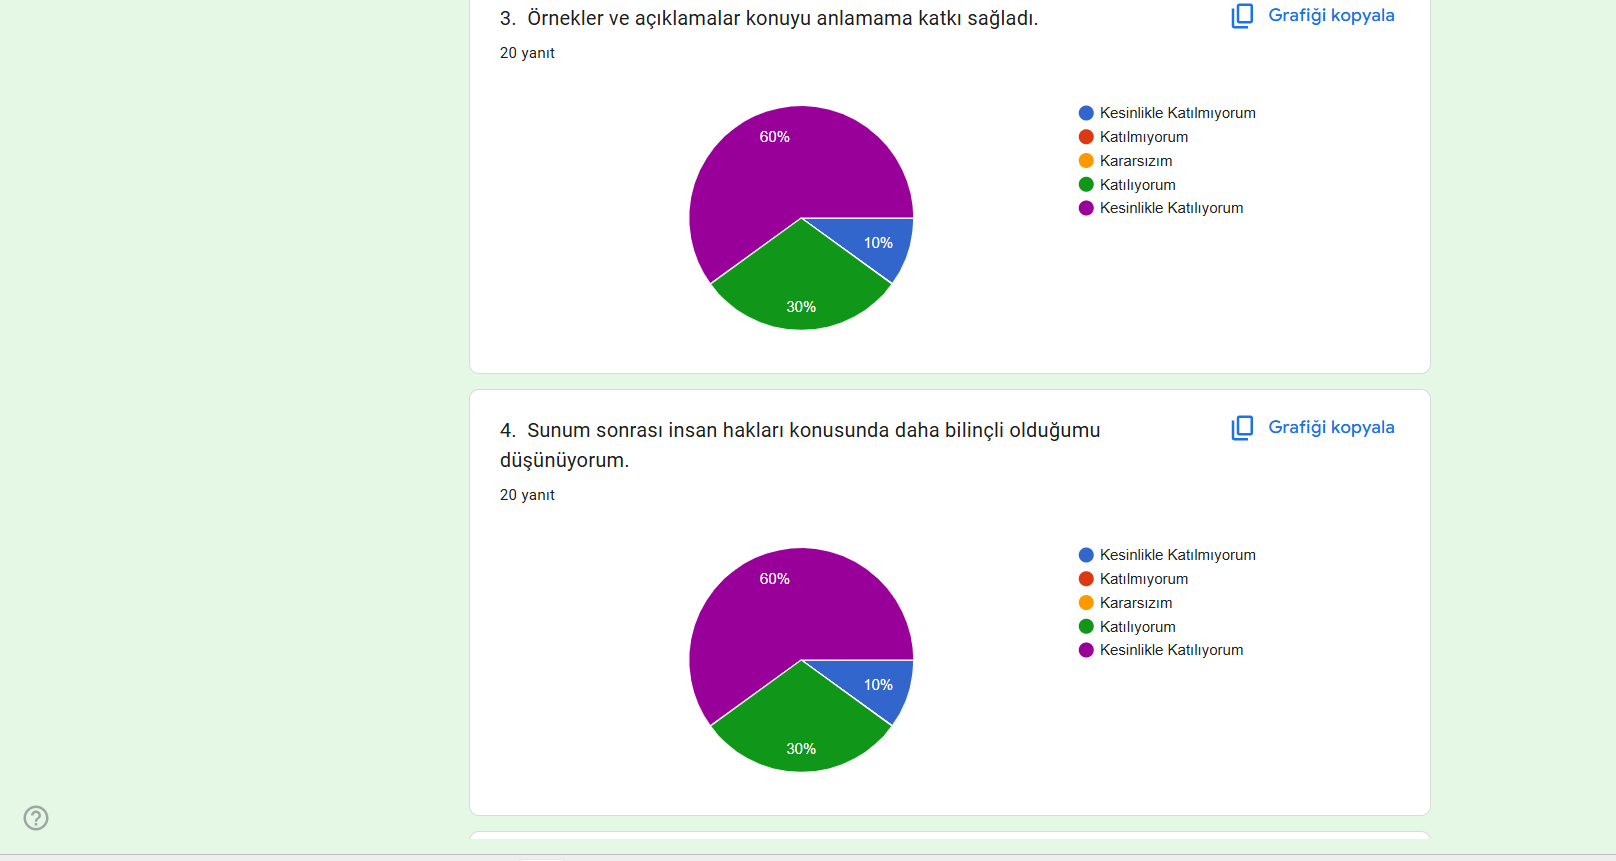 3. Örnekler ve açıklamalar konuyu anlamama katkı sağladı.
Grafiği kopyala
20 yanıt
Kesinlikle Katılmıyorum
Katılmıyorum
Kararsızım
Katılıyorum
Kesinlikle Katılıyorum
60%
10%
30%
4. Sunum sonrası insan hakları konusunda daha bilinçli olduğumu
düşünüyorum.
Grafiği kopyala
20 yanıt
Kesinlikle Katılmıyorum
Katılmıyorum
Kararsızım
Katılıyorum
Kesinlikle Katılıyorum
60%
10%
30%